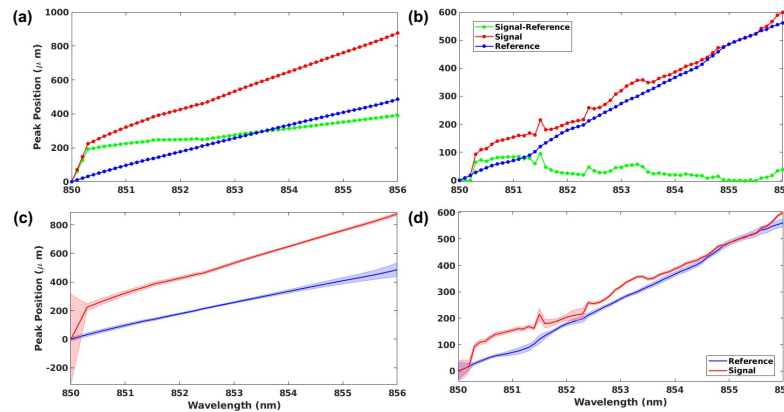 (a)
1000
800
600
400
200
0
Peak Position (μ m)
850 851 852 853 854 855 856
(b)
Signal-Reference
Signal
Reference
600
500
400
300
200
100
0
850 851 852 853 854 855
(c)
800
600
400
200
0
-200
Peak Position (μ m)
850 851 852 853 854 855 856
Wavelength (nm)
(d)
600
500
400
300
200
100
0
Reference
Signal
850 851 852 853 854 855 856
Wavelength (nm)